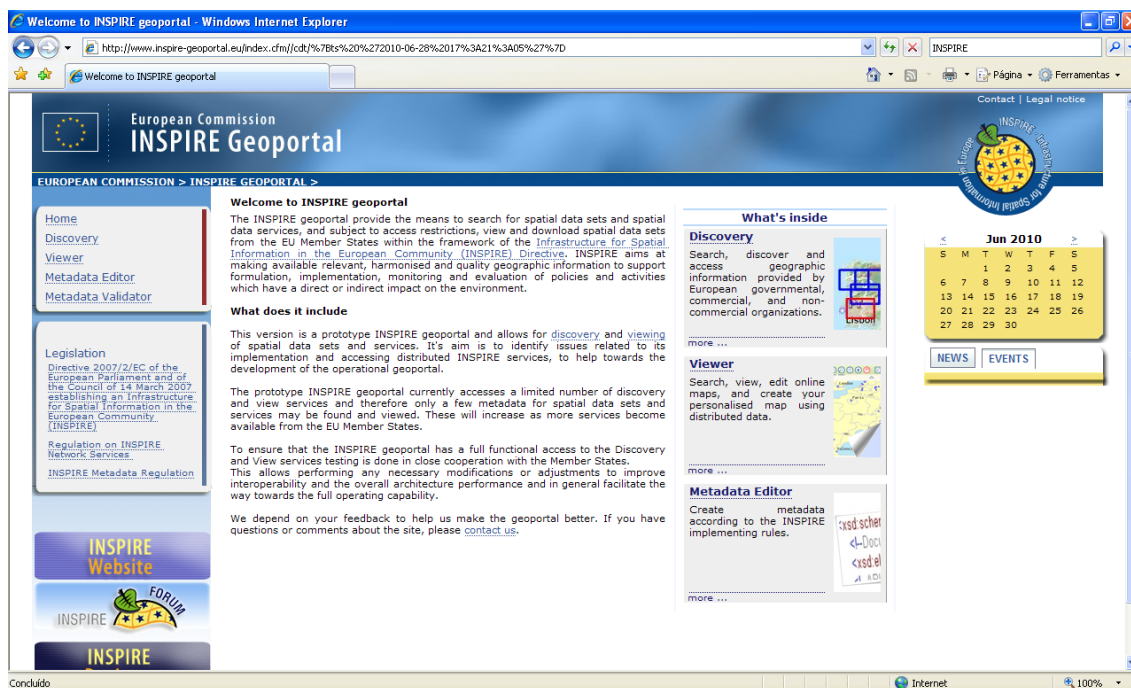 Welcome to INSPIRE geoportal - Windows Internet Explorer
http://www.inspire-geoportal.eu/index.cfm//cdt/%7Bts%20%272010-06-28%2017%3A21%3A05%27%7D
INSPIRE
Welcome to INSPIRE geoportal
Página
Ferramentas
Contact | Legal notice
European Commission
INSPIRE Geoportal
INSPIRE - Infrastructure for Spatial Information in Europe
EUROPEAN COMMISSION > INSPIRE GEOPORTAL >
Home
Discovery
Viewer
Metadata Editor
Metadata Validator
Legislation
Directive 2007/2/EC of the
European Parliament and of
the Council of 14 March 2007
establishing an Infrastructure
for Spatial Information in the
European Community
(INSPIRE)
Regulation on INSPIRE
Network Services
INSPIRE Metadata Regulation
INSPIRE
Website
INSPIRE FORUM
INSPIRE
Welcome to INSPIRE geoportal
The INSPIRE geoportal provide the means to search for spatial data sets and spatial
data services, and subject to access restrictions, view and download spatial data sets
from the EU Member States within the framework of the Infrastructure for Spatial
Information in the European Community (INSPIRE) Directive. INSPIRE aims at
making available relevant, harmonised and quality geographic information to support
formulation, implementation, monitoring and evaluation of policies and activities
which have a direct or indirect impact on the environment.
What does it include
This version is a prototype INSPIRE geoportal and allows for discovery and viewing
of spatial data sets and services. It's aim is to identify issues related to its
implementation and accessing distributed INSPIRE services, to help towards the
development of the operational geoportal.
The prototype INSPIRE geoportal currently accesses a limited number of discovery
and view services and therefore only a few metadata for spatial data sets and
services may be found and viewed. These will increase as more services become
available from the EU Member States.
To ensure that the INSPIRE geoportal has a full functional access to the Discovery
and View services testing is done in close cooperation with the Member States.
This allows performing any necessary modifications or adjustments to improve
interoperability and the overall architecture performance and in general facilitate the
way towards the full operating capability.
We depend on your feedback to help us make the geoportal better. If you have
questions or comments about the site, please contact us.
What's inside
Discovery
Search, discover and
access geographic
information provided by
European governmental,
commercial, and non-
commercial organizations.
Lisbon
more ...
Viewer
Search, view, edit online
maps, and create your
personalised map using
distributed data.
more ...
Metadata Editor
Create metadata
according to the INSPIRE
implementing rules.
<xsd:scher
<!-Docu
<xsd:el
more ...
< Jun 2010 >
S M T W T F S
1 2 3 4 5
6 7 8 9 10 11 12
13 14 15 16 17 18 19
20 21 22 23 24 25 26
27 28 29 30
NEWS EVENTS
Concluído
Internet
100%